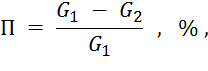 П = (G₁ − G₂) / G₁ , %,